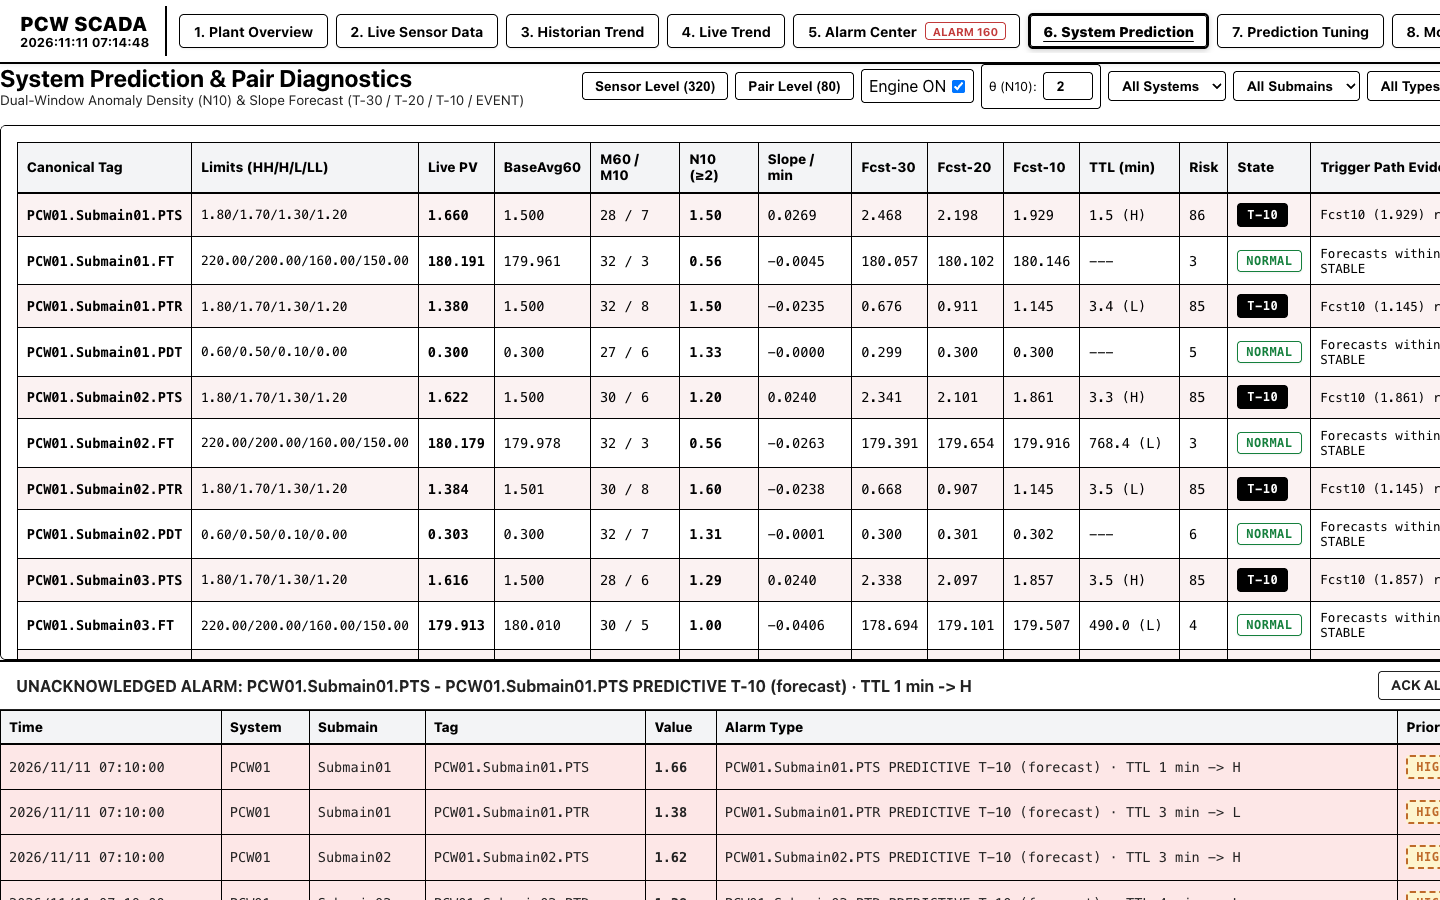 PCW SCADA
2026:11:11 07:14:48
1. Plant Overview
2. Live Sensor Data
3. Historian Trend
4. Live Trend
5. Alarm Center ALARM 160
6. System Prediction
7. Prediction Tuning
8. Mo
System Prediction & Pair Diagnostics
Dual-Window Anomaly Density (N10) & Slope Forecast (T-30 / T-20 / T-10 / EVENT)
Sensor Level (320)
Pair Level (80)
Engine ON
θ (N10): 2
All Systems
All Submains
All Types
Canonical Tag Limits (HH/H/L/LL) Live PV BaseAvg60 M60 / M10 N10 (≥2) Slope / min Fcst-30 Fcst-20 Fcst-10 TTL (min) Risk State Trigger Path Evide
PCW01.Submain01.PTS 1.80/1.70/1.30/1.20 1.660 1.500 28 / 7 1.50 0.0269 2.468 2.198 1.929 1.5 (H) 86 T-10 Fcst10 (1.929) r
PCW01.Submain01.FT 220.00/200.00/160.00/150.00 180.191 179.961 32 / 3 0.56 -0.0045 180.057 180.102 180.146 --- 3 NORMAL Forecasts within STABLE
PCW01.Submain01.PTR 1.80/1.70/1.30/1.20 1.380 1.500 32 / 8 1.50 -0.0235 0.676 0.911 1.145 3.4 (L) 85 T-10 Fcst10 (1.145) r
PCW01.Submain01.PDT 0.60/0.50/0.10/0.00 0.300 0.300 27 / 6 1.33 -0.0000 0.299 0.300 0.300 --- 5 NORMAL Forecasts within STABLE
PCW01.Submain02.PTS 1.80/1.70/1.30/1.20 1.622 1.500 30 / 6 1.20 0.0240 2.341 2.101 1.861 3.3 (H) 85 T-10 Fcst10 (1.861) r
PCW01.Submain02.FT 220.00/200.00/160.00/150.00 180.179 179.978 32 / 3 0.56 -0.0263 179.391 179.654 179.916 768.4 (L) 3 NORMAL Forecasts within STABLE
PCW01.Submain02.PTR 1.80/1.70/1.30/1.20 1.384 1.501 30 / 8 1.60 -0.0238 0.668 0.907 1.145 3.5 (L) 85 T-10 Fcst10 (1.145) r
PCW01.Submain02.PDT 0.60/0.50/0.10/0.00 0.303 0.300 32 / 7 1.31 -0.0001 0.300 0.301 0.302 --- 6 NORMAL Forecasts within STABLE
PCW01.Submain03.PTS 1.80/1.70/1.30/1.20 1.616 1.500 28 / 6 1.29 0.0240 2.338 2.097 1.857 3.5 (H) 85 T-10 Fcst10 (1.857) r
PCW01.Submain03.FT 220.00/200.00/160.00/150.00 179.913 180.010 30 / 5 1.00 -0.0406 178.694 179.101 179.507 490.0 (L) 4 NORMAL Forecasts within STABLE
UNACKNOWLEDGED ALARM: PCW01.Submain01.PTS - PCW01.Submain01.PTS PREDICTIVE T-10 (forecast) · TTL 1 min -> H
ACK AL
Time System Submain Tag Value Alarm Type Prior
2026/11/11 07:10:00 PCW01 Submain01 PCW01.Submain01.PTS 1.66 PCW01.Submain01.PTS PREDICTIVE T-10 (forecast) · TTL 1 min -> H HIG
2026/11/11 07:10:00 PCW01 Submain01 PCW01.Submain01.PTR 1.38 PCW01.Submain01.PTR PREDICTIVE T-10 (forecast) · TTL 3 min -> L HIG
2026/11/11 07:10:00 PCW01 Submain02 PCW01.Submain02.PTS 1.62 PCW01.Submain02.PTS PREDICTIVE T-10 (forecast) · TTL 3 min -> H HIG